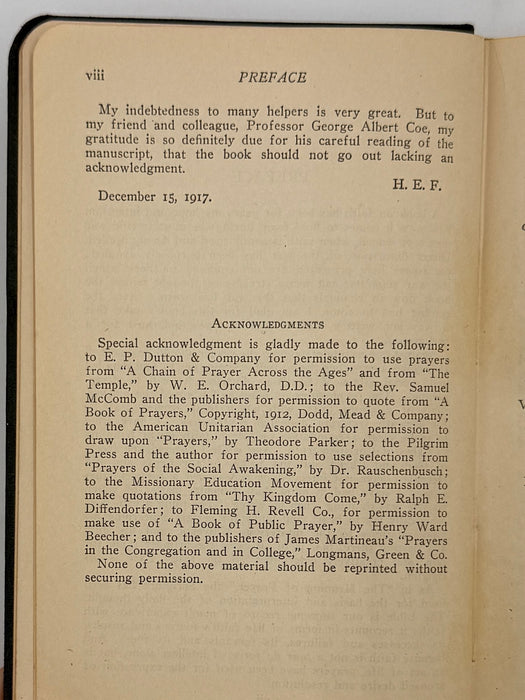 viii
PREFACE
My indebtedness to many helpers is very great. But to
my friend and colleague, Professor George Albert Coe, my
gratitude is so definitely due for his careful reading of the
manuscript, that the book should not go out lacking an
acknowledgment.
H. E. F.
December 15, 1917.
ACKNOWLEDGMENTS
Special acknowledgment is gladly made to the following:
to E. P. Dutton & Company for permission to use prayers
from "A Chain of Prayer Across the Ages" and from "The
Temple," by W. E. Orchard, D.D.; to the Rev. Samuel
McComb and the publishers for permission to quote from "A
Book of Prayers," Copyright, 1912, Dodd, Mead & Company;
to the American Unitarian Association for permission to
draw upon "Prayers," by Theodore Parker; to the Pilgrim
Press and the author for permission to use selections from
"Prayers of the Social Awakening," by Dr. Rauschenbusch;
to the Missionary Education Movement for permission to
make quotations from "Thy Kingdom Come," by Ralph E.
Diffendorfer; to Fleming H. Revell Co., for permission to
make use of "A Book of Public Prayer," by Henry Ward
Beecher; and to the publishers of James Martineau's "Prayers
in the Congregation and in College," Longmans, Green & Co.
None of the above material should be reprinted without
securing permission.